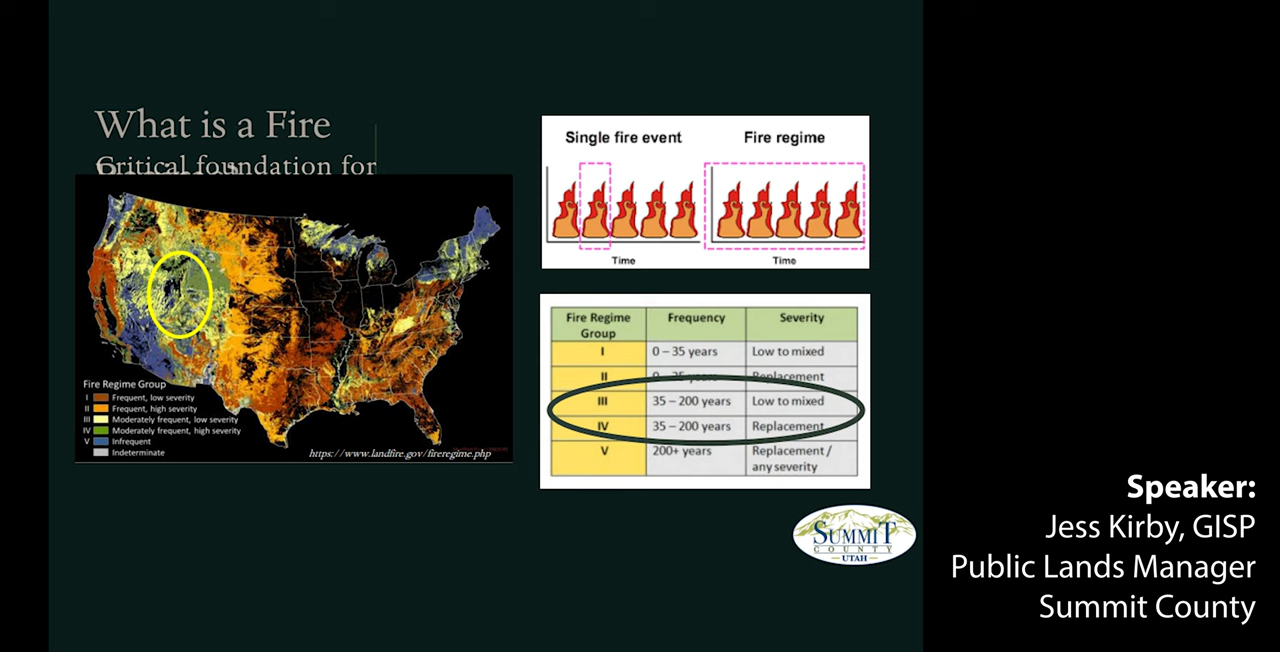 What is a Fire
Critical foundation for
Fire Regime Group
I Frequent, low severity
II Frequent, high severity
III Moderately frequent, low severity
IV Moderately frequent, high severity
V Infrequent
Indeterminate
https://www.landfire.gov/fireregime.php
Single fire event Fire regime
Time Time
Fire Regime Frequency Severity
Group
I 0 – 35 years Low to mixed
II 0 – 35 years Replacement
III 35 – 200 years Low to mixed
IV 35 – 200 years Replacement
V 200+ years Replacement /
any severity
SUMMIT
COUNTY
UTAH
Speaker:
Jess Kirby, GISP
Public Lands Manager
Summit County